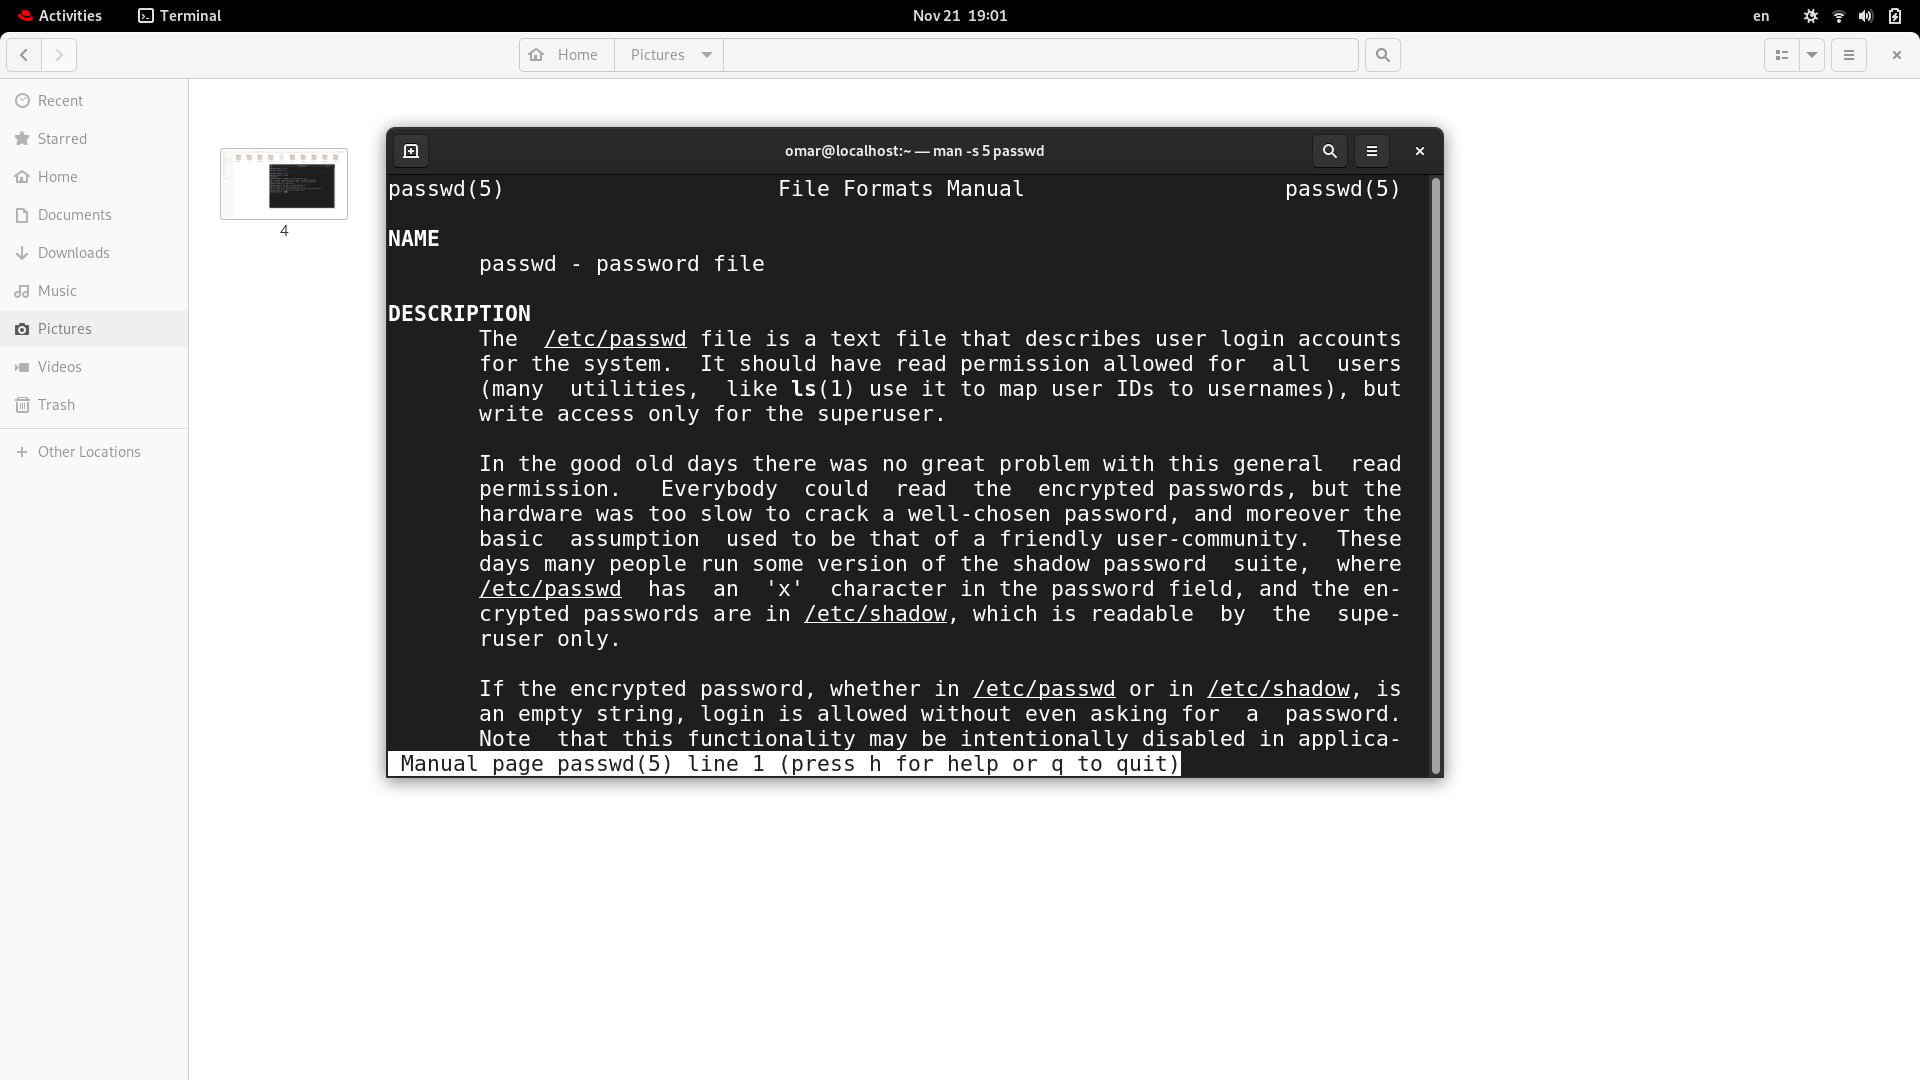 Activities Terminal Nov 21 19:01 en
Home Pictures
Recent
Starred
Home
Documents
Downloads
Music
Pictures
Videos
Trash
Other Locations
4
omar@localhost:~ — man -s 5 passwd
passwd(5) File Formats Manual passwd(5)
NAME
passwd - password file
DESCRIPTION
The /etc/passwd file is a text file that describes user login accounts
for the system. It should have read permission allowed for all users
(many utilities, like ls(1) use it to map user IDs to usernames), but
write access only for the superuser.
In the good old days there was no great problem with this general read
permission. Everybody could read the encrypted passwords, but the
hardware was too slow to crack a well-chosen password, and moreover the
basic assumption used to be that of a friendly user-community. These
days many people run some version of the shadow password suite, where
/etc/passwd has an 'x' character in the password field, and the en-
crypted passwords are in /etc/shadow, which is readable by the supe-
ruser only.
If the encrypted password, whether in /etc/passwd or in /etc/shadow, is
an empty string, login is allowed without even asking for a password.
Note that this functionality may be intentionally disabled in applica-
Manual page passwd(5) line 1 (press h for help or q to quit)